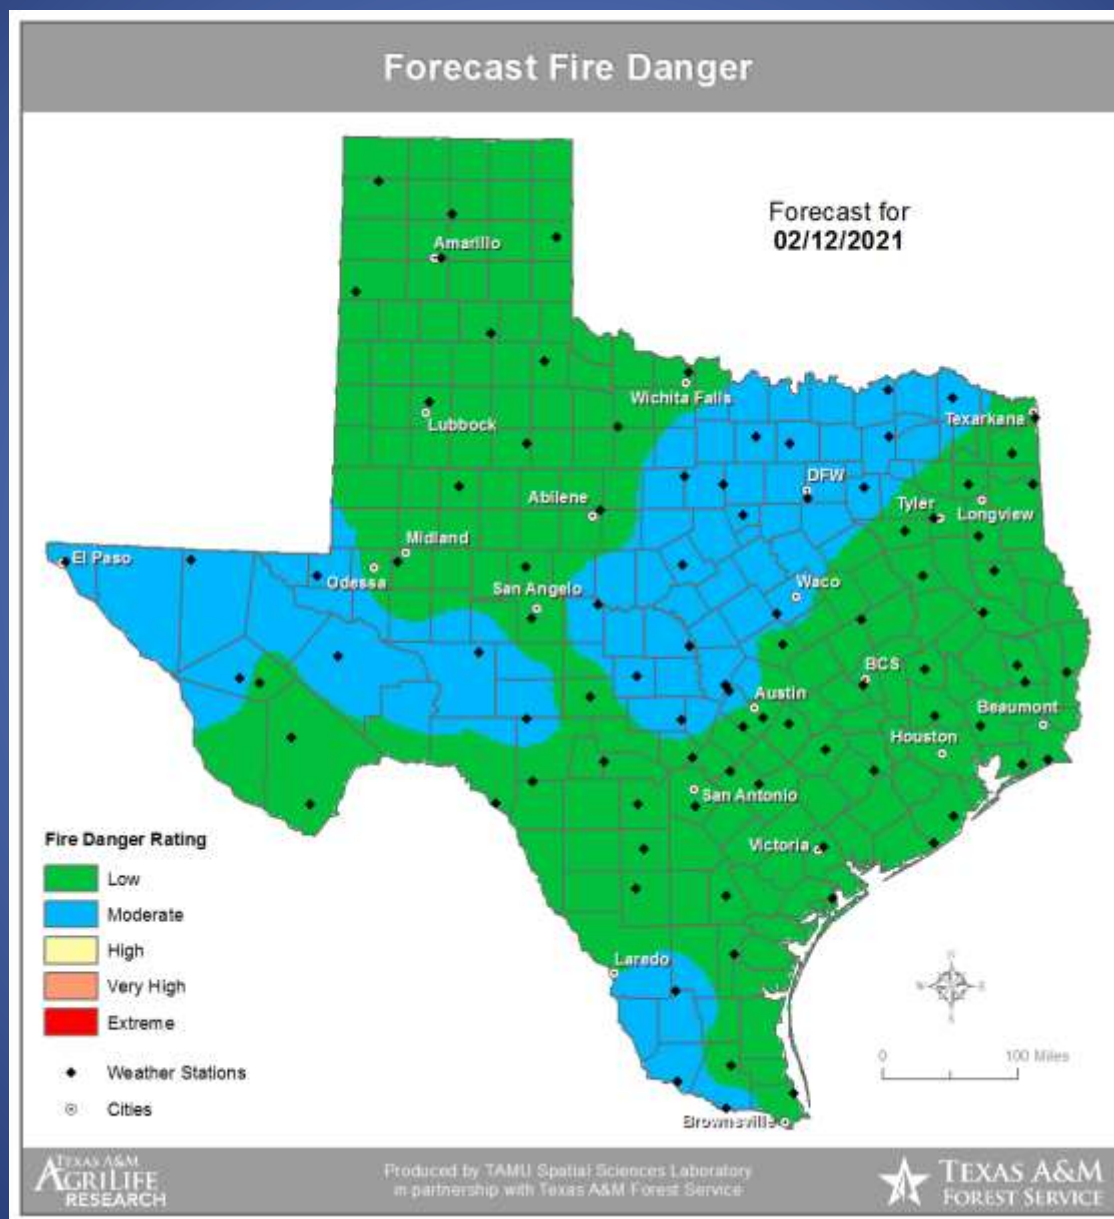 Forecast Fire Danger
Forecast for
02/12/2021
Amarillo
Wichita Falls
Texarkana
Lubbock
DFW
Abilene
Tyler
Longview
Midland
El Paso
Odessa
San Angelo
Waco
BCS
Austin
Beaumont
Houston
San Antonio
Victoria
Laredo
Brownsville
Fire Danger Rating
Low
Moderate
High
Very High
Extreme
Weather Stations
Cities
N
W E
S
0 100 Miles
TEXAS A&M
AGRILIFE
RESEARCH
Produced by TAMU Spatial Sciences Laboratory
in partnership with Texas A&M Forest Service
TEXAS A&M
FOREST SERVICE